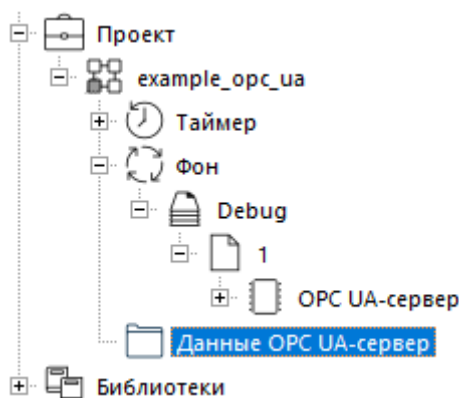 Проект
example_opc_ua
Таймер
Фон
Debug
1
OPC UA-сервер
Данные OPC UA-сервер
Библиотеки